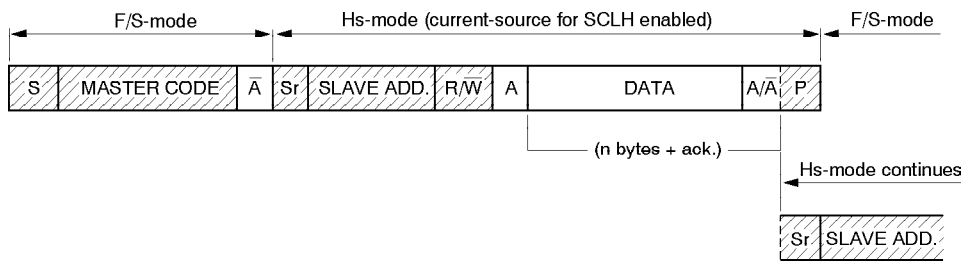 F/S-mode Hs-mode (current-source for SCLH enabled) F/S-mode
S MASTER CODE A̅ Sr SLAVE ADD. R/W̅ A DATA A/A̅ P
(n bytes + ack.)
Hs-mode continues
Sr SLAVE ADD.